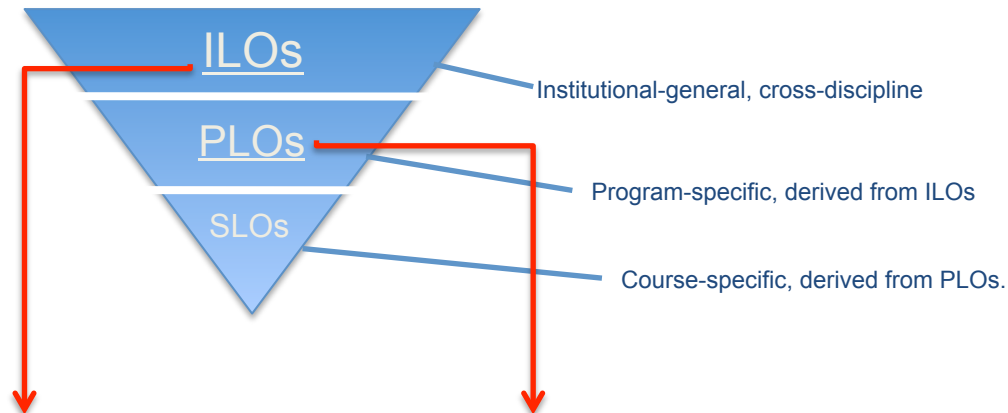 ILOs
Institutional-general, cross-discipline
PLOs
Program-specific, derived from ILOs
SLOs
Course-specific, derived from PLOs.